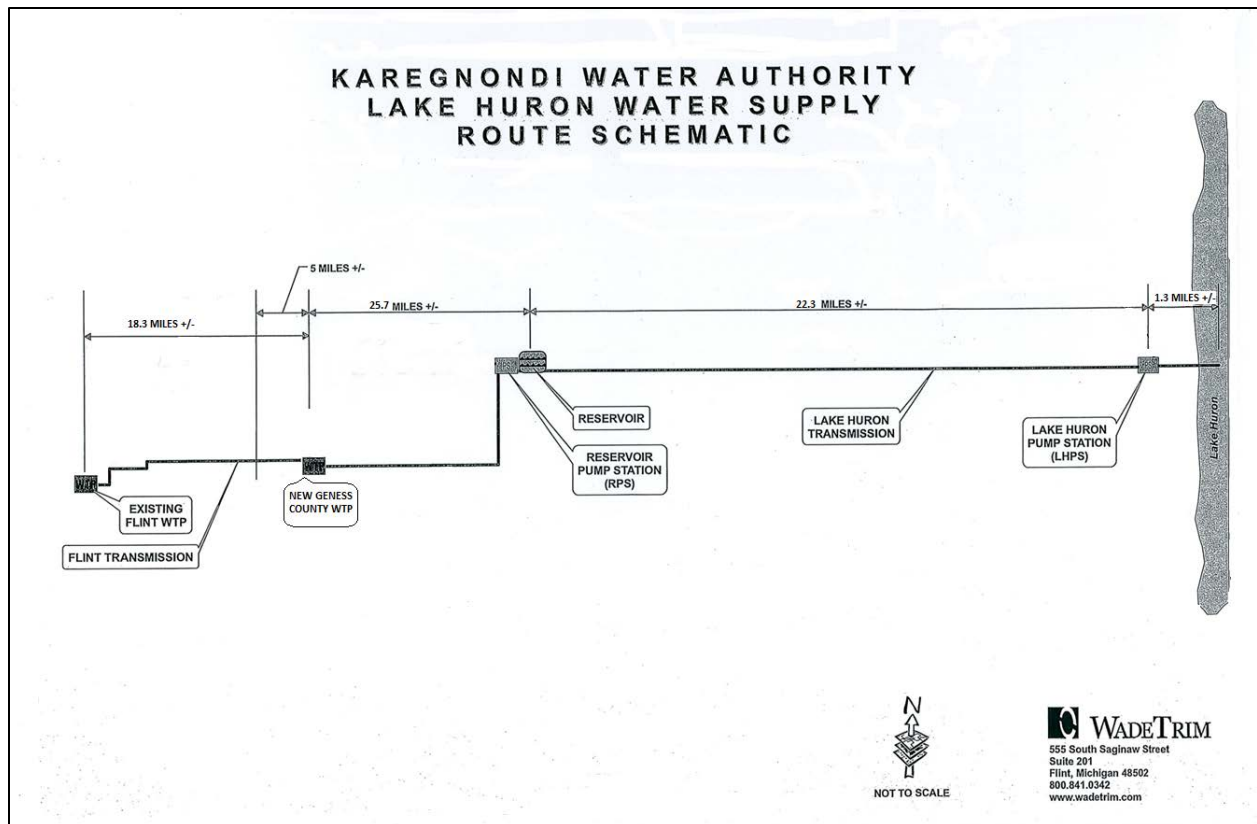 KAREGNONDI WATER AUTHORITY
LAKE HURON WATER SUPPLY
ROUTE SCHEMATIC
5 MILES +/-
18.3 MILES +/-
25.7 MILES +/-
22.3 MILES +/-
1.3 MILES +/-
RESERVOIR
LAKE HURON
TRANSMISSION
LAKE HURON
PUMP STATION
(LHPS)
Lake Huron
RESERVOIR
PUMP STATION
(RPS)
WTP
WTP
NEW GENESS
COUNTY WTP
EXISTING
FLINT WTP
FLINT TRANSMISSION
N
NOT TO SCALE
WADETRIM
555 South Saginaw Street
Suite 201
Flint, Michigan 48502
800.841.0342
www.wadetrim.com